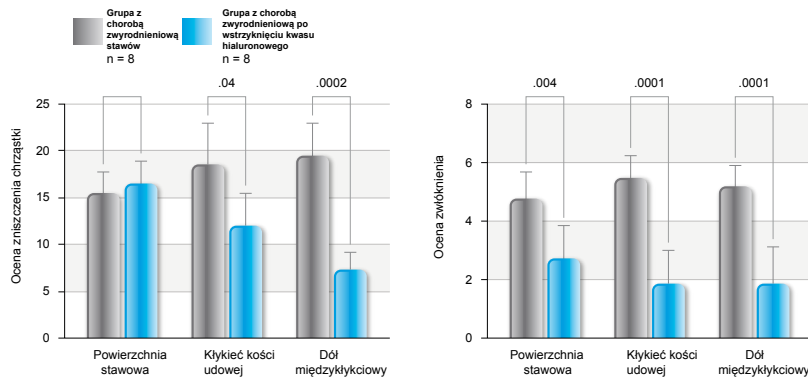 Grupa z
chorobą
zwyrodnieniową
stawów
n = 8
Grupa z chorobą
zwyrodnieniową po
wstrzyknięciu kwasu
hialuronowego
n = 8
Ocena zniszczenia chrząstki
25
20
15
10
5
0
.04
.0002
Powierzchnia
stawowa
Kłykieć kości
udowej
Dół
międzykłykciowy
Ocena zwłóknienia
8
6
4
2
0
.004
.0001
.0001
Powierzchnia
stawowa
Kłykieć kości
udowej
Dół
międzykłykciowy